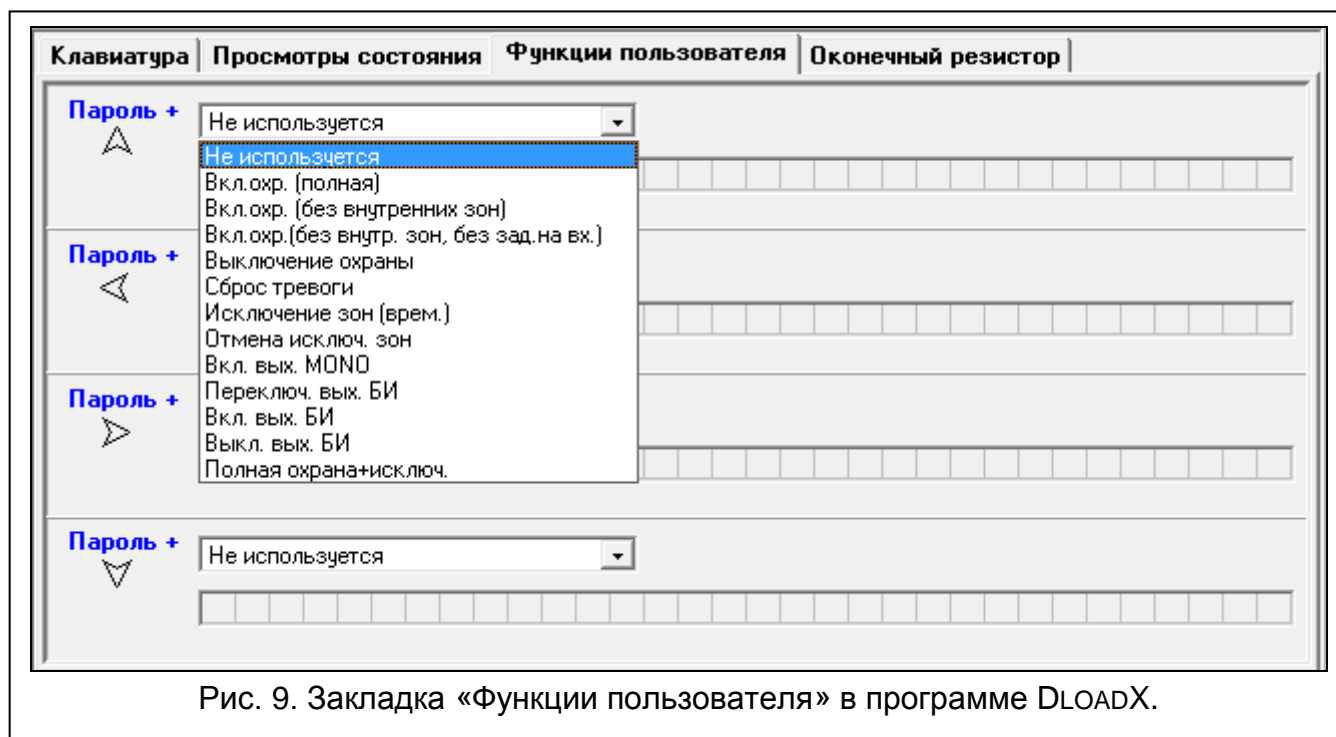 Клавиатура Просмотры состояния Функции пользователя Оконечный резистор
Пароль +
Не используется
Не используется
Вкл.охр. (полная)
Вкл.охр. (без внутренних зон)
Вкл.охр.(без внутр. зон, без зад.на вх.)
Выключение охраны
Сброс тревоги
Исключение зон (врем.)
Отмена исключ. зон
Вкл. вых. MONO
Переключ. вых. БИ
Вкл. вых. БИ
Выкл. вых. БИ
Полная охрана+исключ.
Пароль +
Пароль +
Пароль +
Не используется
Рис. 9. Закладка «Функции пользователя» в программе DLOADX.